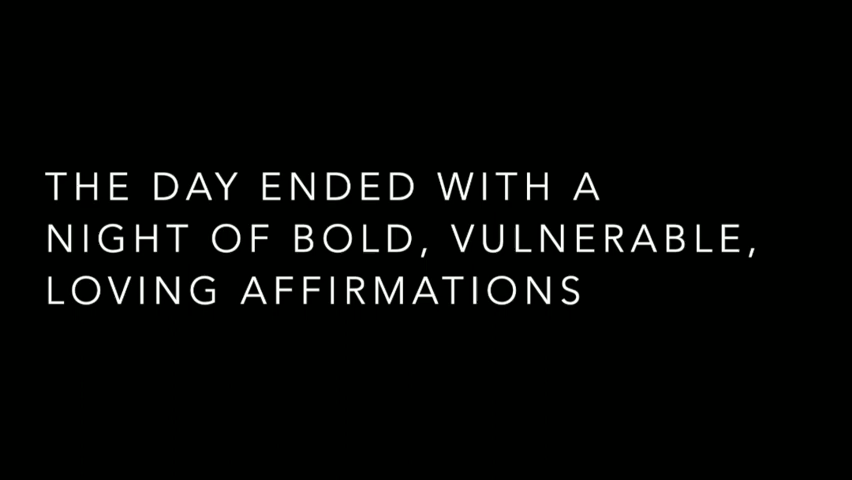 THE DAY ENDED WITH A
NIGHT OF BOLD, VULNERABLE,
LOVING AFFIRMATIONS